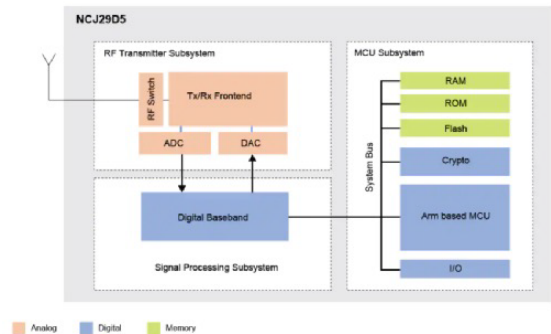 NCJ29D5
RF Transmitter Subsystem
RF Switch
Tx/Rx Frontend
ADC
DAC
Digital Baseband
Signal Processing Subsystem
MCU Subsystem
System Bus
RAM
ROM
Flash
Crypto
Arm based MCU
I/O
Analog
Digital
Memory